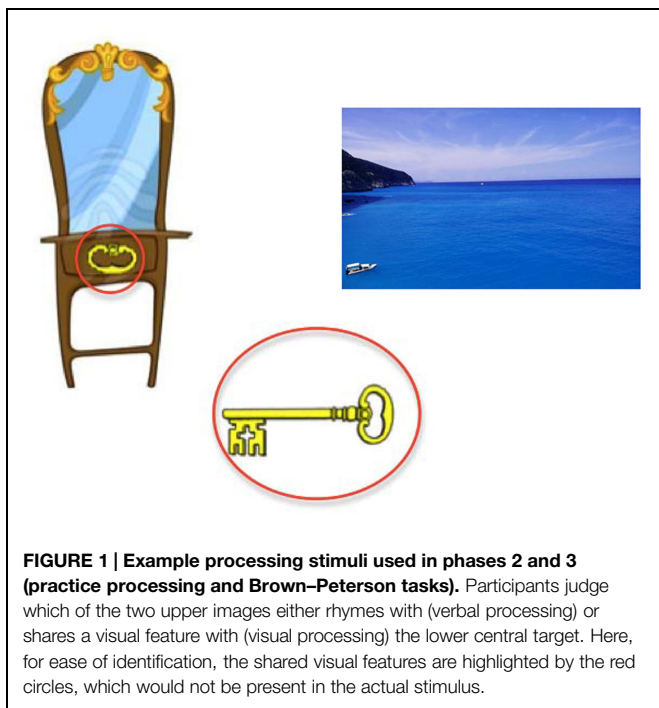 FIGURE 1 | Example processing stimuli used in phases 2 and 3
(practice processing and Brown–Peterson tasks). Participants judge
which of the two upper images either rhymes with (verbal processing) or
shares a visual feature with (visual processing) the lower central target. Here,
for ease of identification, the shared visual features are highlighted by the red
circles, which would not be present in the actual stimulus.